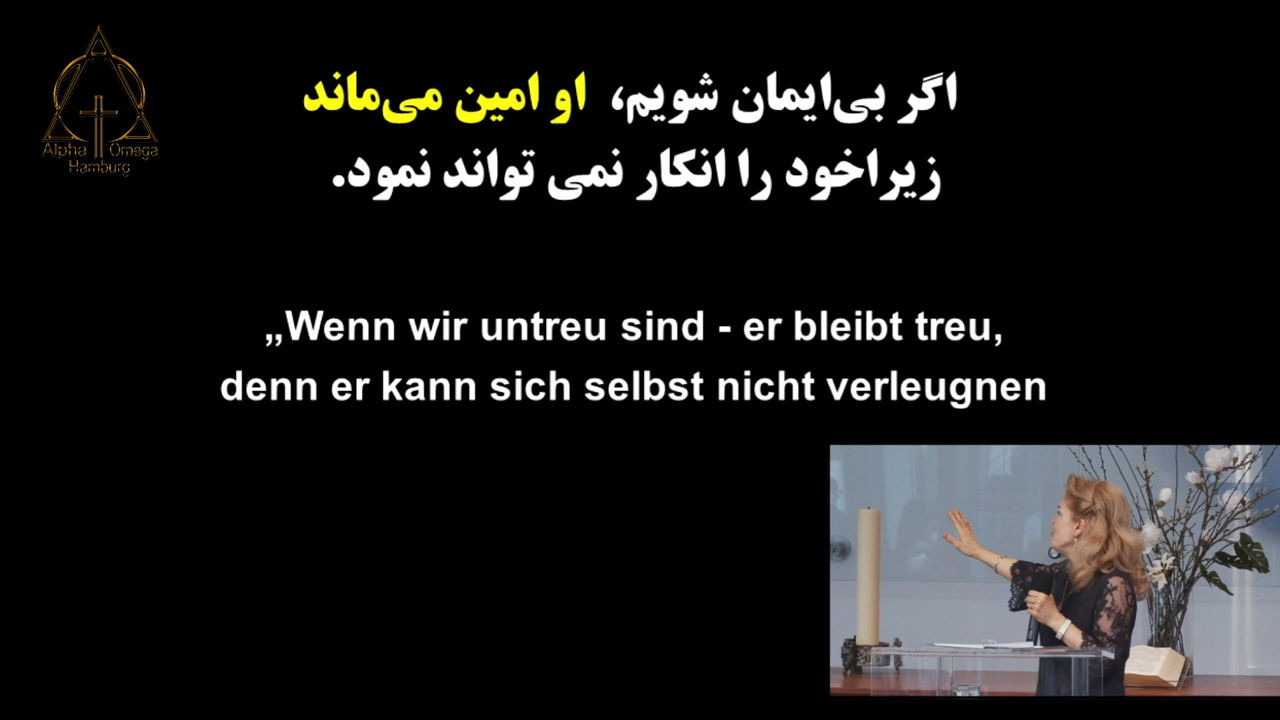 Alpha Omega
Hamburg
اگر بی‌ایمان شویم، او امین می‌ماند
زیراخود را انکار نمی تواند نمود.
„Wenn wir untreu sind - er bleibt treu,
denn er kann sich selbst nicht verleugnen